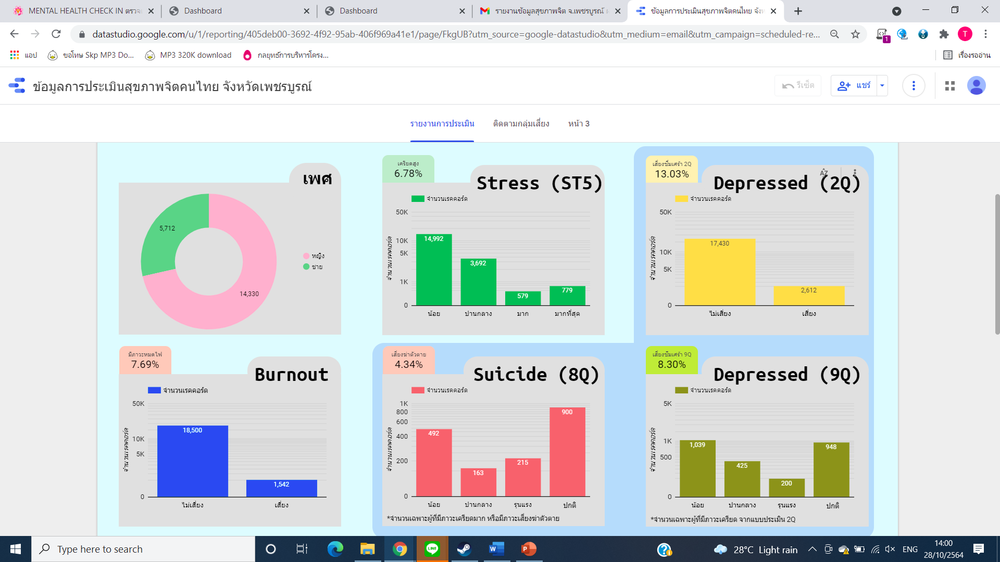 MENTAL HEALTH CHECK IN ตรวจเ
Dashboard
Dashboard
รายงานข้อมูลสุขภาพจิต จ.เพชรบูรณ์
ข้อมูลการประเมินสุขภาพจิตคนไทย จังห
datastudio.google.com/u/1/reporting/405deb00-3692-4f92-95ab-406f969a41e1/page/FkgUB?utm_source=google-datastudio&utm_medium=email&utm_campaign=scheduled-re...
1
T
แอป
ขอโทษ Skp MP3 Do...
MP3 320K download
กลยุทธ์การบริหารโครง...
เรื่องรออ่าน
ข้อมูลการประเมินสุขภาพจิตคนไทย จังหวัดเพชรบูรณ์
รีเซ็ต
แชร์
รายงานการประเมิน
ติดตามกลุ่มเสี่ยง
หน้า 3
เพศ
5,712
14,330
หญิง
ชาย
เครียดสูง
6.78%
Stress (ST5)
จำนวนเรคคอร์ด
จำนวนเรคคอร์ด
50K
10K
5K
1K
0
14,992
3,692
579
779
น้อย
ปานกลาง
มาก
มากที่สุด
เสี่ยงซึมเศร้า 2Q
13.03%
AZ
Depressed (2Q)
จำนวนเรคคอร์ด
จำนวนเรคคอร์ด
50K
10K
5K
0
17,430
2,612
ไม่เสี่ยง
เสี่ยง
มีภาวะหมดไฟ
7.69%
Burnout
จำนวนเรคคอร์ด
จำนวนเรคคอร์ด
50K
10K
5K
0
18,500
1,542
ไม่เสี่ยง
เสี่ยง
เสี่ยงฆ่าตัวตาย
4.34%
Suicide (8Q)
จำนวนเรคคอร์ด
จำนวนเรคคอร์ด
1K
800
600
400
200
0
492
163
215
900
น้อย
ปานกลาง
รุนแรง
ปกติ
*จำนวนเฉพาะผู้ที่มีภาวะเครียดมาก หรือมีภาวะเสี่ยงฆ่าตัวตาย
เสี่ยงซึมเศร้า 9Q
8.30%
Depressed (9Q)
จำนวนเรคคอร์ด
จำนวนเรคคอร์ด
5K
1K
500
0
1,039
425
200
948
น้อย
ปานกลาง
รุนแรง
ปกติ
*จำนวนเฉพาะผู้ที่มีภาวะเครียด จากแบบประเมิน 2Q
Type here to search
LINE
28°C Light rain
ENG
14:00
28/10/2564